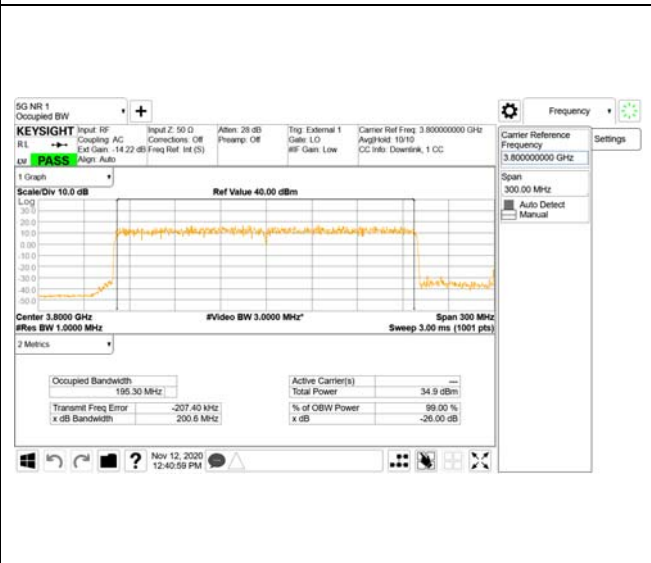 5G NR 1
Occupied BW
Frequency
KEYSIGHT Input: RF Input Z: 50 Ω Atten: 28 dB Trig: External 1 Carrier Ref Freq: 3.800000000 GHz
RL Coupling: AC Corrections: Off Preamp: Off Gate: LO Avg|Hold: 10/10
Ext Gain: -14.22 dB Freq Ref: Int (S) #IF Gain: Low CC Info: Downlink, 1 CC
PASS Align: Auto
Carrier Reference
Frequency
3.800000000 GHz
Settings
Span
300.00 MHz
Auto Detect
Manual
1 Graph
Scale/Div 10.0 dB Ref Value 40.00 dBm
Log
30.0
20.0
10.0
0.00
-10.0
-20.0
-30.0
-40.0
-50.0
Center 3.8000 GHz #Video BW 3.0000 MHz* Span 300 MHz
#Res BW 1.0000 MHz Sweep 3.00 ms (1001 pts)
2 Metrics
Occupied Bandwidth
195.30 MHz
Active Carrier(s) ---
Total Power 34.9 dBm
Transmit Freq Error -207.40 kHz
x dB Bandwidth 200.6 MHz
% of OBW Power 99.00 %
x dB -26.00 dB
Nov 12, 2020
12:40:59 PM